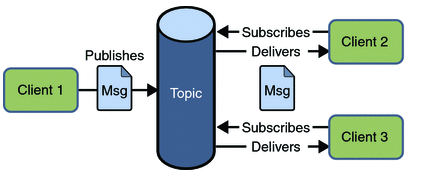 Publishes
Client 1
Msg
Topic
Subscribes
Delivers
Client 2
Msg
Subscribes
Delivers
Client 3